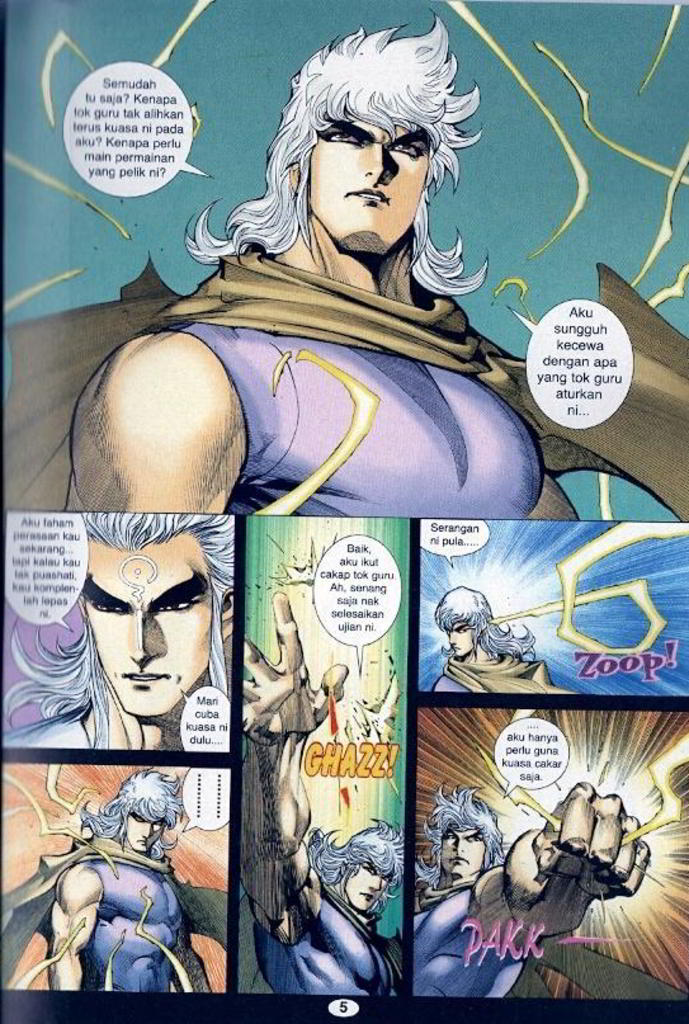 Semudah
tu saja? Kenapa
tok guru tak alihkan
terus kuasa ni pada
aku? Kenapa perlu
main permainan
yang pelik ni?
Aku
sungguh
kecewa
dengan apa
yang tok guru
aturkan
ni...
Aku faham
perasaan kau
sekarang...
tapi kalau kau
tak puashati,
kau komplen-
lah lepas
ni.
Mari
cuba
kuasa ni
dulu....
Baik,
aku ikut
cakap tok guru.
Ah, senang
saja nak
selesaikan
ujian ni.
GHAZZ!
Serangan
ni pula.....
ZOOP!
....
aku hanya
perlu guna
kuasa cakar
saja.
PAKK
5